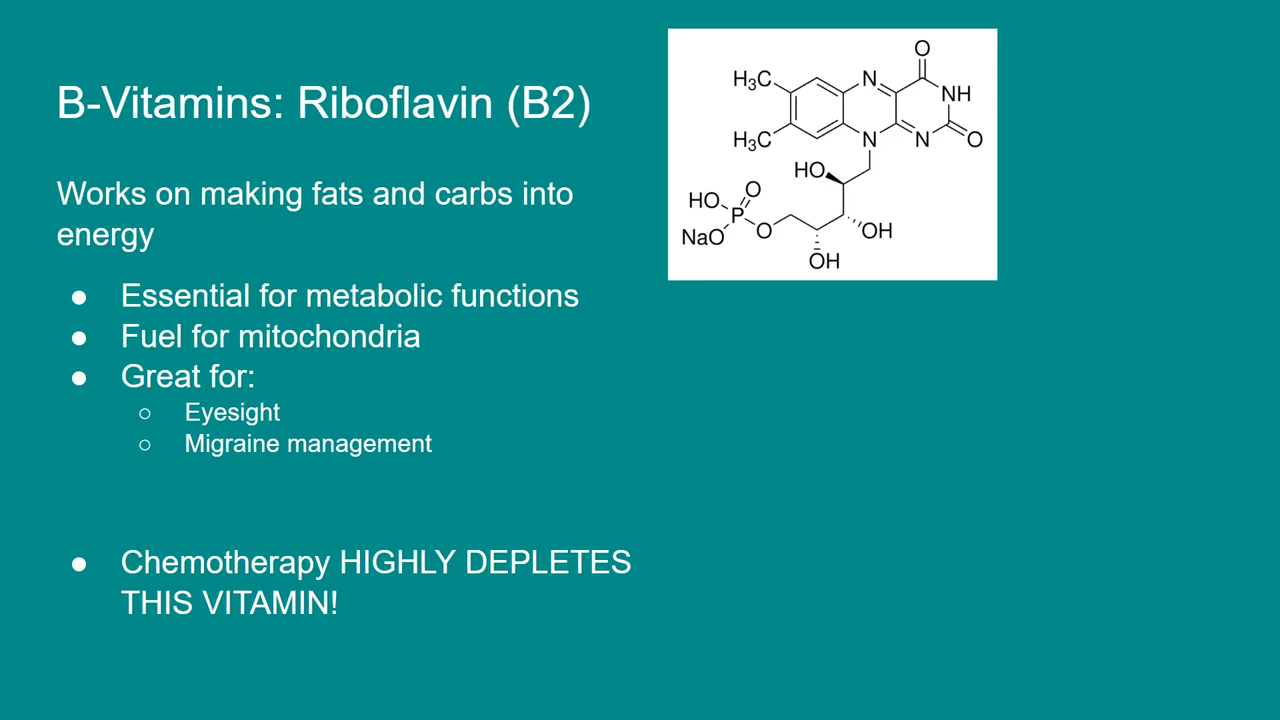 B-Vitamins: Riboflavin (B2)
Works on making fats and carbs into
energy
● Essential for metabolic functions
● Fuel for mitochondria
● Great for:
○ Eyesight
○ Migraine management
● Chemotherapy HIGHLY DEPLETES
THIS VITAMIN!
O
H₃C N NH
H₃C N N O
HO
HO O
P
NaO O OH
OH